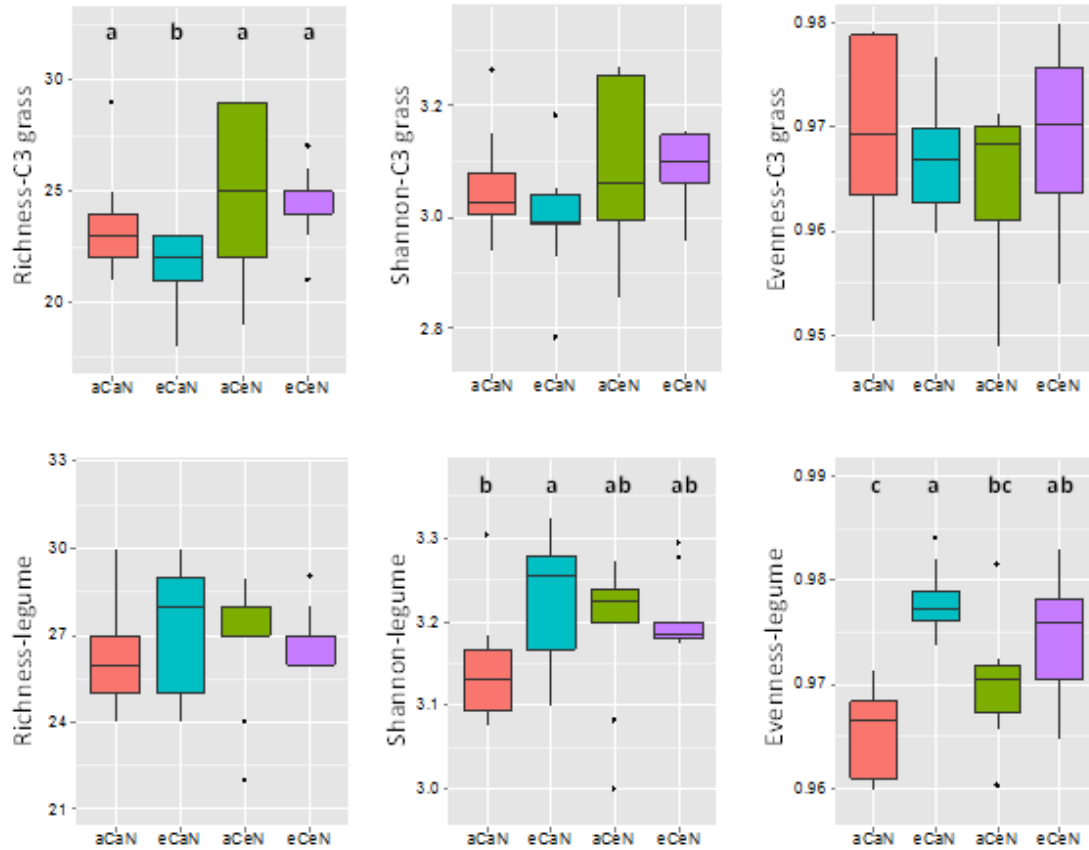 Richness-C3 grass
a b a a
30
25
20
aCaN eCaN aCeN eCeN
Shannon-C3 grass
3.2
3.0
2.8
aCaN eCaN aCeN eCeN
Evenness-C3 grass
0.98
0.97
0.96
0.95
aCaN eCaN aCeN eCeN
Richness-legume
33
30
27
24
21
aCaN eCaN aCeN eCeN
Shannon-legume
b a ab ab
3.3
3.2
3.1
3.0
aCaN eCaN aCeN eCeN
Evenness-legume
0.99
c a bc ab
0.98
0.97
0.96
aCaN eCaN aCeN eCeN